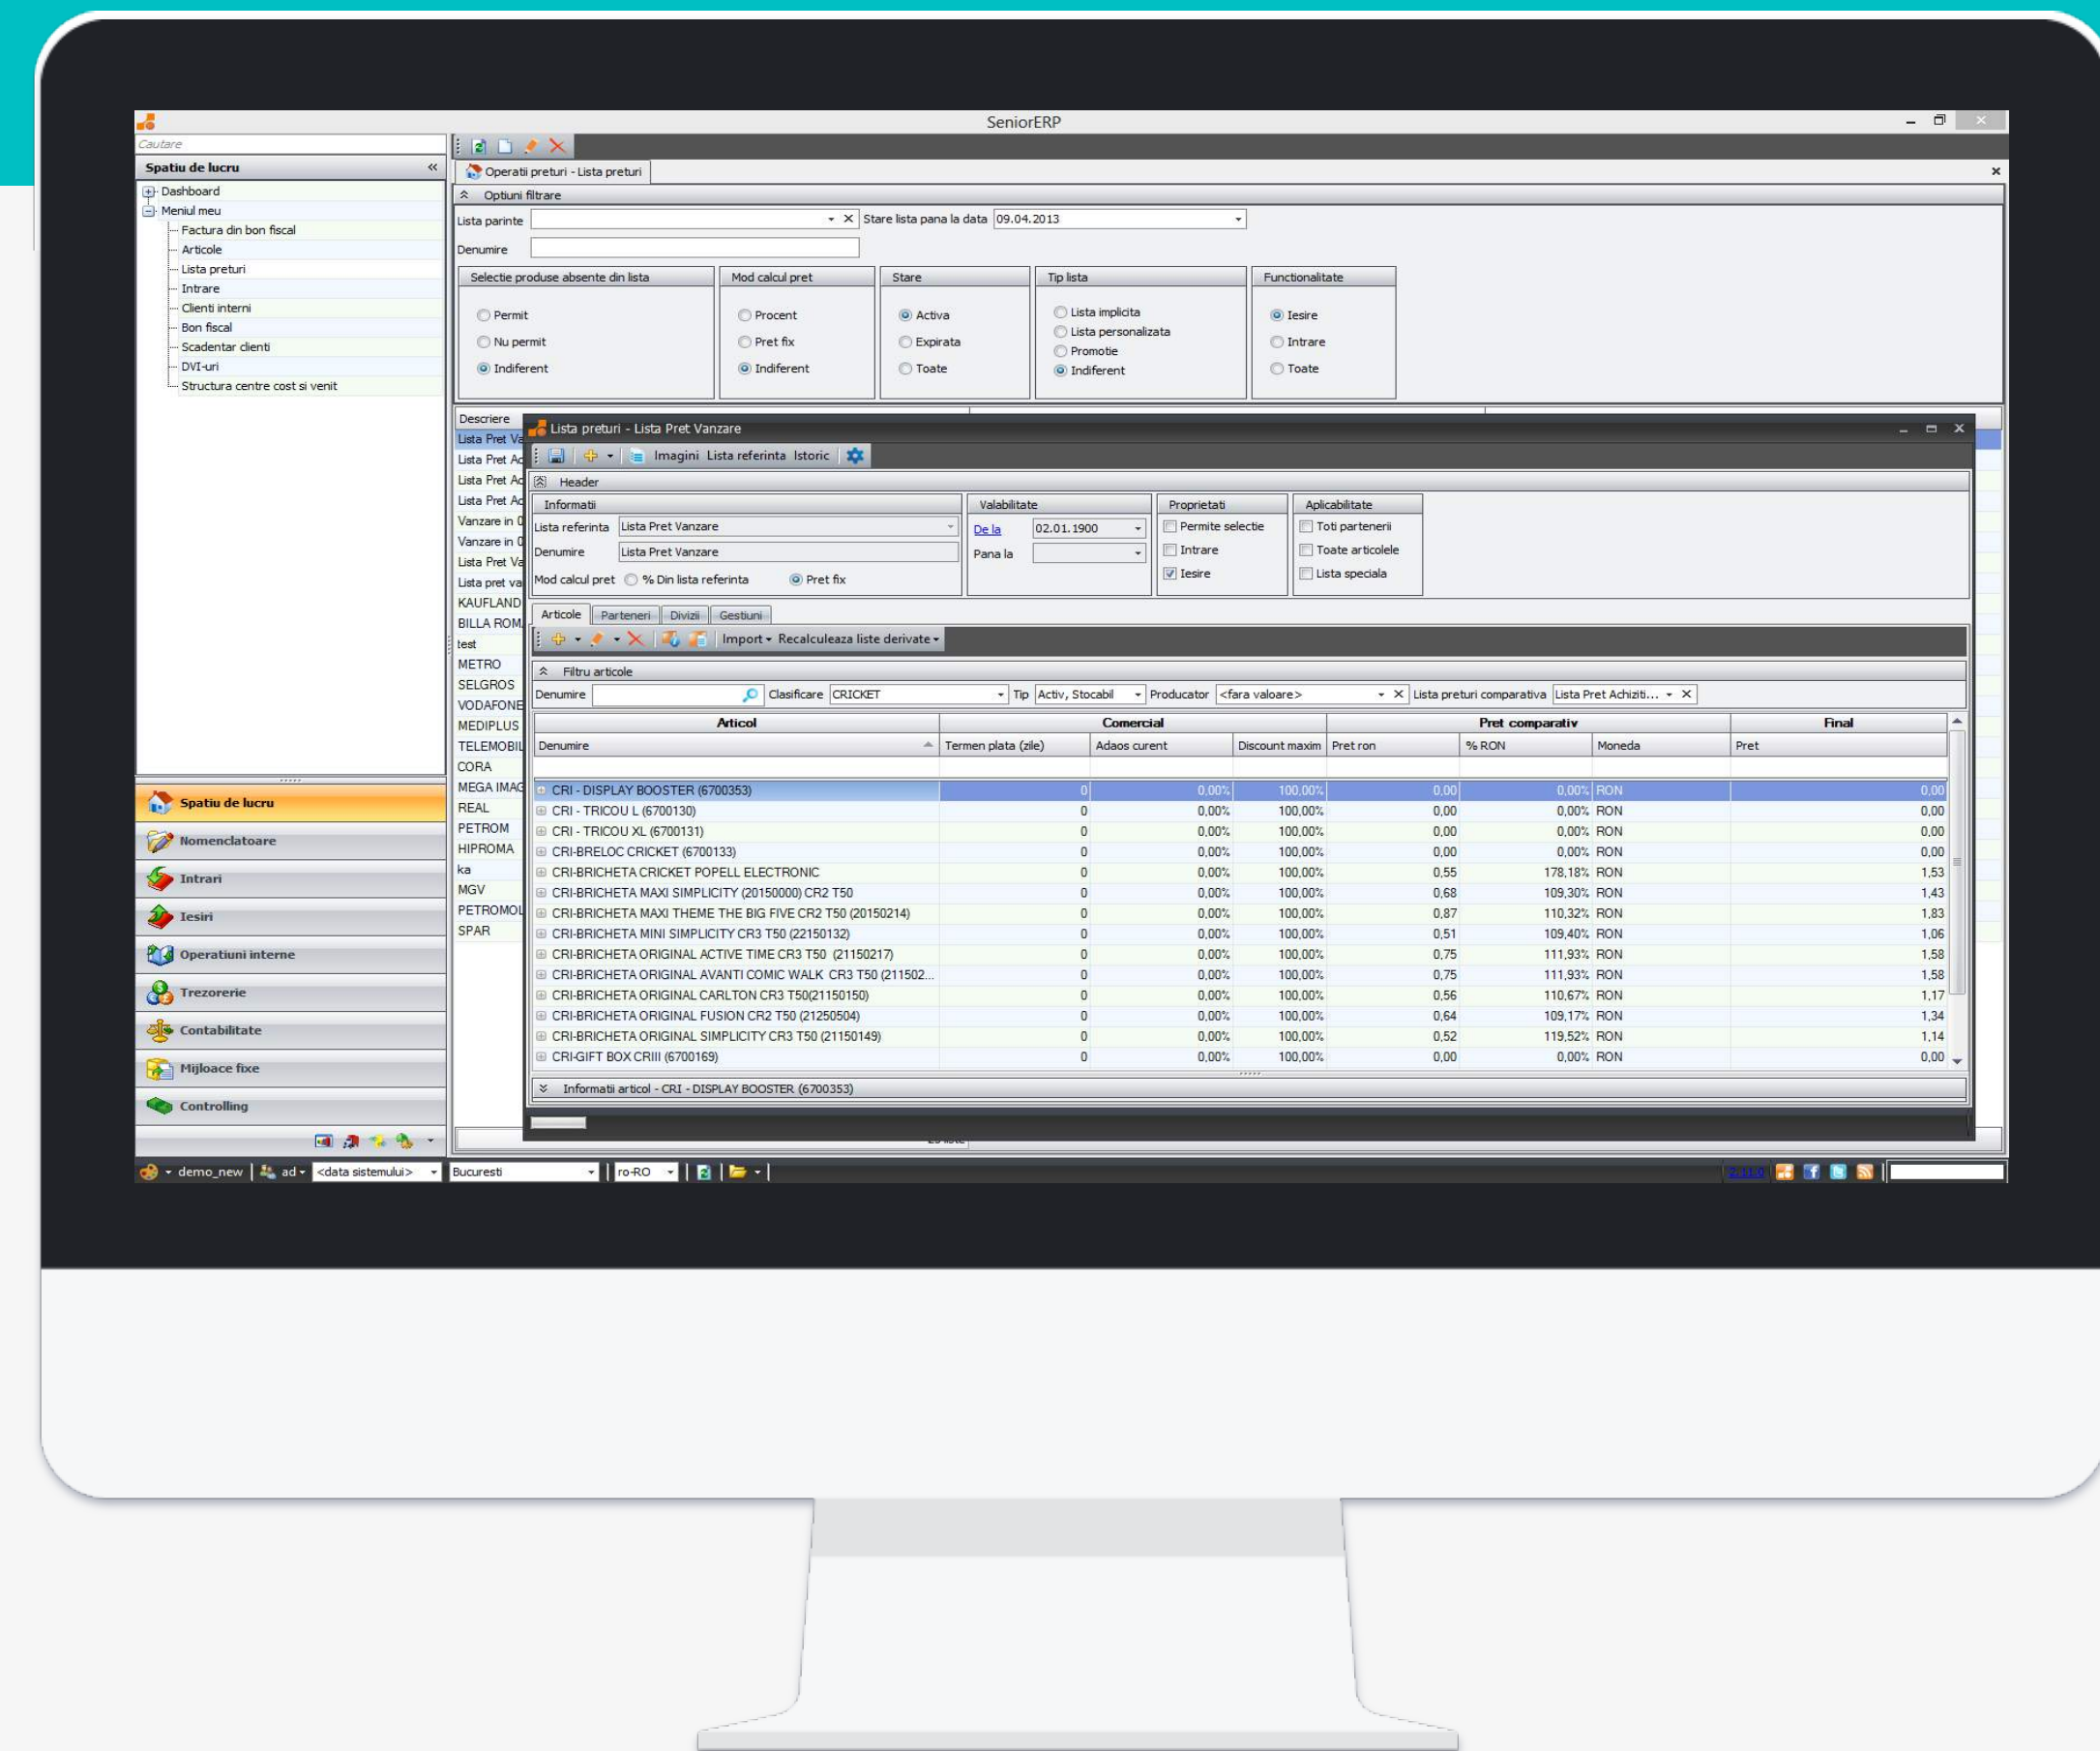 SeniorERP
Cautare
Spatiu de lucru
Dashboard
Meniul meu
Factura din bon fiscal
Articole
Lista preturi
Intrare
Clienti interni
Bon fiscal
Scadentar clienti
DVI-uri
Structura centre cost si venit
Spatiu de lucru
Nomenclatoare
Intrari
Iesiri
Operatiuni interne
Trezorerie
Contabilitate
Mijloace fixe
Controlling
Operatii preturi - Lista preturi
Optiuni filtrare
Lista parinte Stare lista pana la data 09.04.2013
Denumire
Selectie produse absente din lista Mod calcul pret Stare Tip lista Functionalitate
Permit Procent Activa Lista implicita Iesire
Nu permit Pret fix Expirata Lista personalizata Intrare
Promotie
Indiferent Indiferent Toate Indiferent Toate
Descriere
Lista Pret Va
Lista Pret Ac
Lista Pret Ac
Lista Pret Ac
Vanzare in 0
Vanzare in 0
Lista Pret Va
Lista pret va
KAUFLAND
BILLA ROM
test
METRO
SELGROS
VODAFONE
MEDIPLUS
TELEMOBIL
CORA
MEGA IMAG
REAL
PETROM
HIPROMA
ka
MGV
PETROMOL
SPAR
Lista preturi - Lista Pret Vanzare
Imagini Lista referinta Istoric
Header
Informatii Valabilitate Proprietati Aplicabilitate
Lista referinta Lista Pret Vanzare De la 02.01.1900 Permite selectie Toti partenerii
Denumire Lista Pret Vanzare Pana la Intrare Toate articolele
Mod calcul pret % Din lista referinta Pret fix Iesire Lista speciala
Articole Parteneri Divizii Gestiuni
Import Recalculeaza liste derivate
Filtru articole
Denumire Clasificare CRICKET Tip Activ, Stocabil Producator <fara valoare> Lista preturi comparativa Lista Pret Achiziti...
Articol Comercial Pret comparativ Final
Denumire Termen plata (zile) Adaos curent Discount maxim Pret ron % RON Moneda Pret
CRI - DISPLAY BOOSTER (6700353) 0 0,00% 100,00% 0,00 0,00% RON 0,00
CRI - TRICOU L (6700130) 0 0,00% 100,00% 0,00 0,00% RON 0,00
CRI - TRICOU XL (6700131) 0 0,00% 100,00% 0,00 0,00% RON 0,00
CRI-BRELOC CRICKET (6700133) 0 0,00% 100,00% 0,00 0,00% RON 0,00
CRI-BRICHETA CRICKET POPELL ELECTRONIC 0 0,00% 100,00% 0,55 178,18% RON 1,53
CRI-BRICHETA MAXI SIMPLICITY (20150000) CR2 T50 0 0,00% 100,00% 0,68 109,30% RON 1,43
CRI-BRICHETA MAXI THEME THE BIG FIVE CR2 T50 (20150214) 0 0,00% 100,00% 0,87 110,32% RON 1,83
CRI-BRICHETA MINI SIMPLICITY CR3 T50 (22150132) 0 0,00% 100,00% 0,51 109,40% RON 1,06
CRI-BRICHETA ORIGINAL ACTIVE TIME CR3 T50 (21150217) 0 0,00% 100,00% 0,75 111,93% RON 1,58
CRI-BRICHETA ORIGINAL AVANTI COMIC WALK CR3 T50 (211502... 0 0,00% 100,00% 0,75 111,93% RON 1,58
CRI-BRICHETA ORIGINAL CARLTON CR3 T50(21150150) 0 0,00% 100,00% 0,56 110,67% RON 1,17
CRI-BRICHETA ORIGINAL FUSION CR2 T50 (21250504) 0 0,00% 100,00% 0,64 109,17% RON 1,34
CRI-BRICHETA ORIGINAL SIMPLICITY CR3 T50 (21150149) 0 0,00% 100,00% 0,52 119,52% RON 1,14
CRI-GIFT BOX CRIII (6700169) 0 0,00% 100,00% 0,00 0,00% RON 0,00
Informatii articol - CRI - DISPLAY BOOSTER (6700353)
demo_new ad <data sistemului> Bucuresti ro-RO 2.11.0